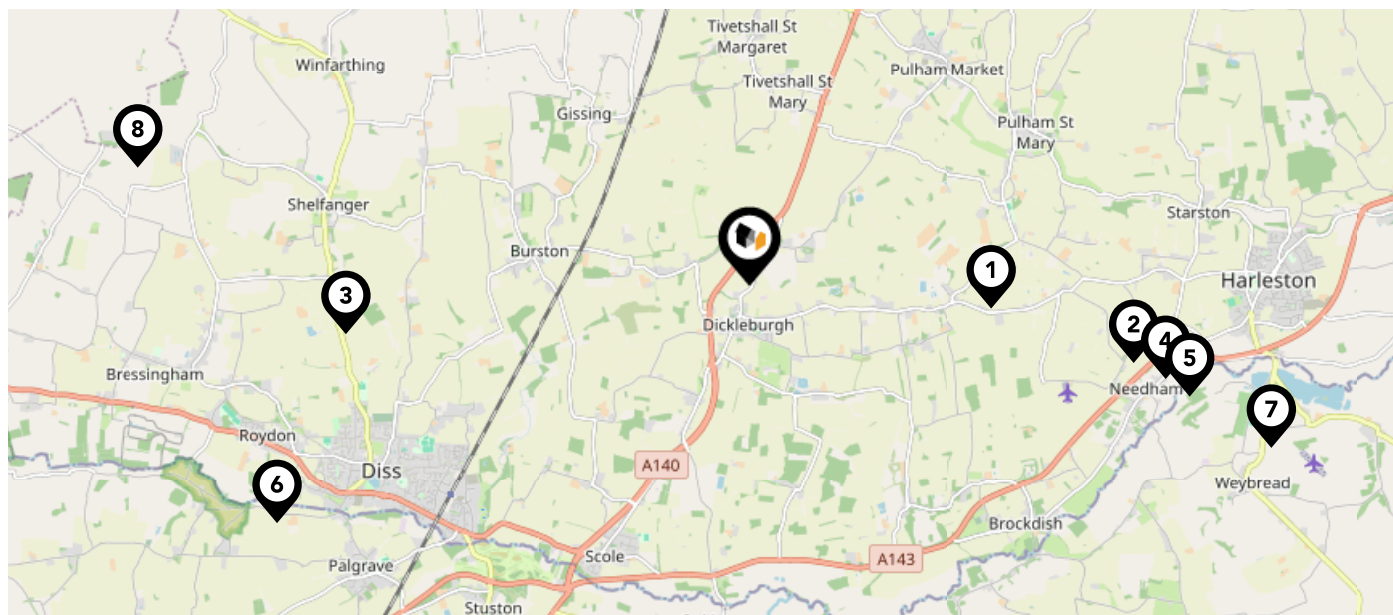 Tivetshall St
Margaret
Winfarthing
Pulham Market
Tivetshall St
Mary
Gissing
8
Pulham St
Mary
Shelfanger
Starston
Burston
1
Harleston
3
Dickleburgh
2
4
5
Bressingham
Needham
7
Roydon
A140
Diss
6
Weybread
Brockdish
Scole
A143
Palgrave
Stuston